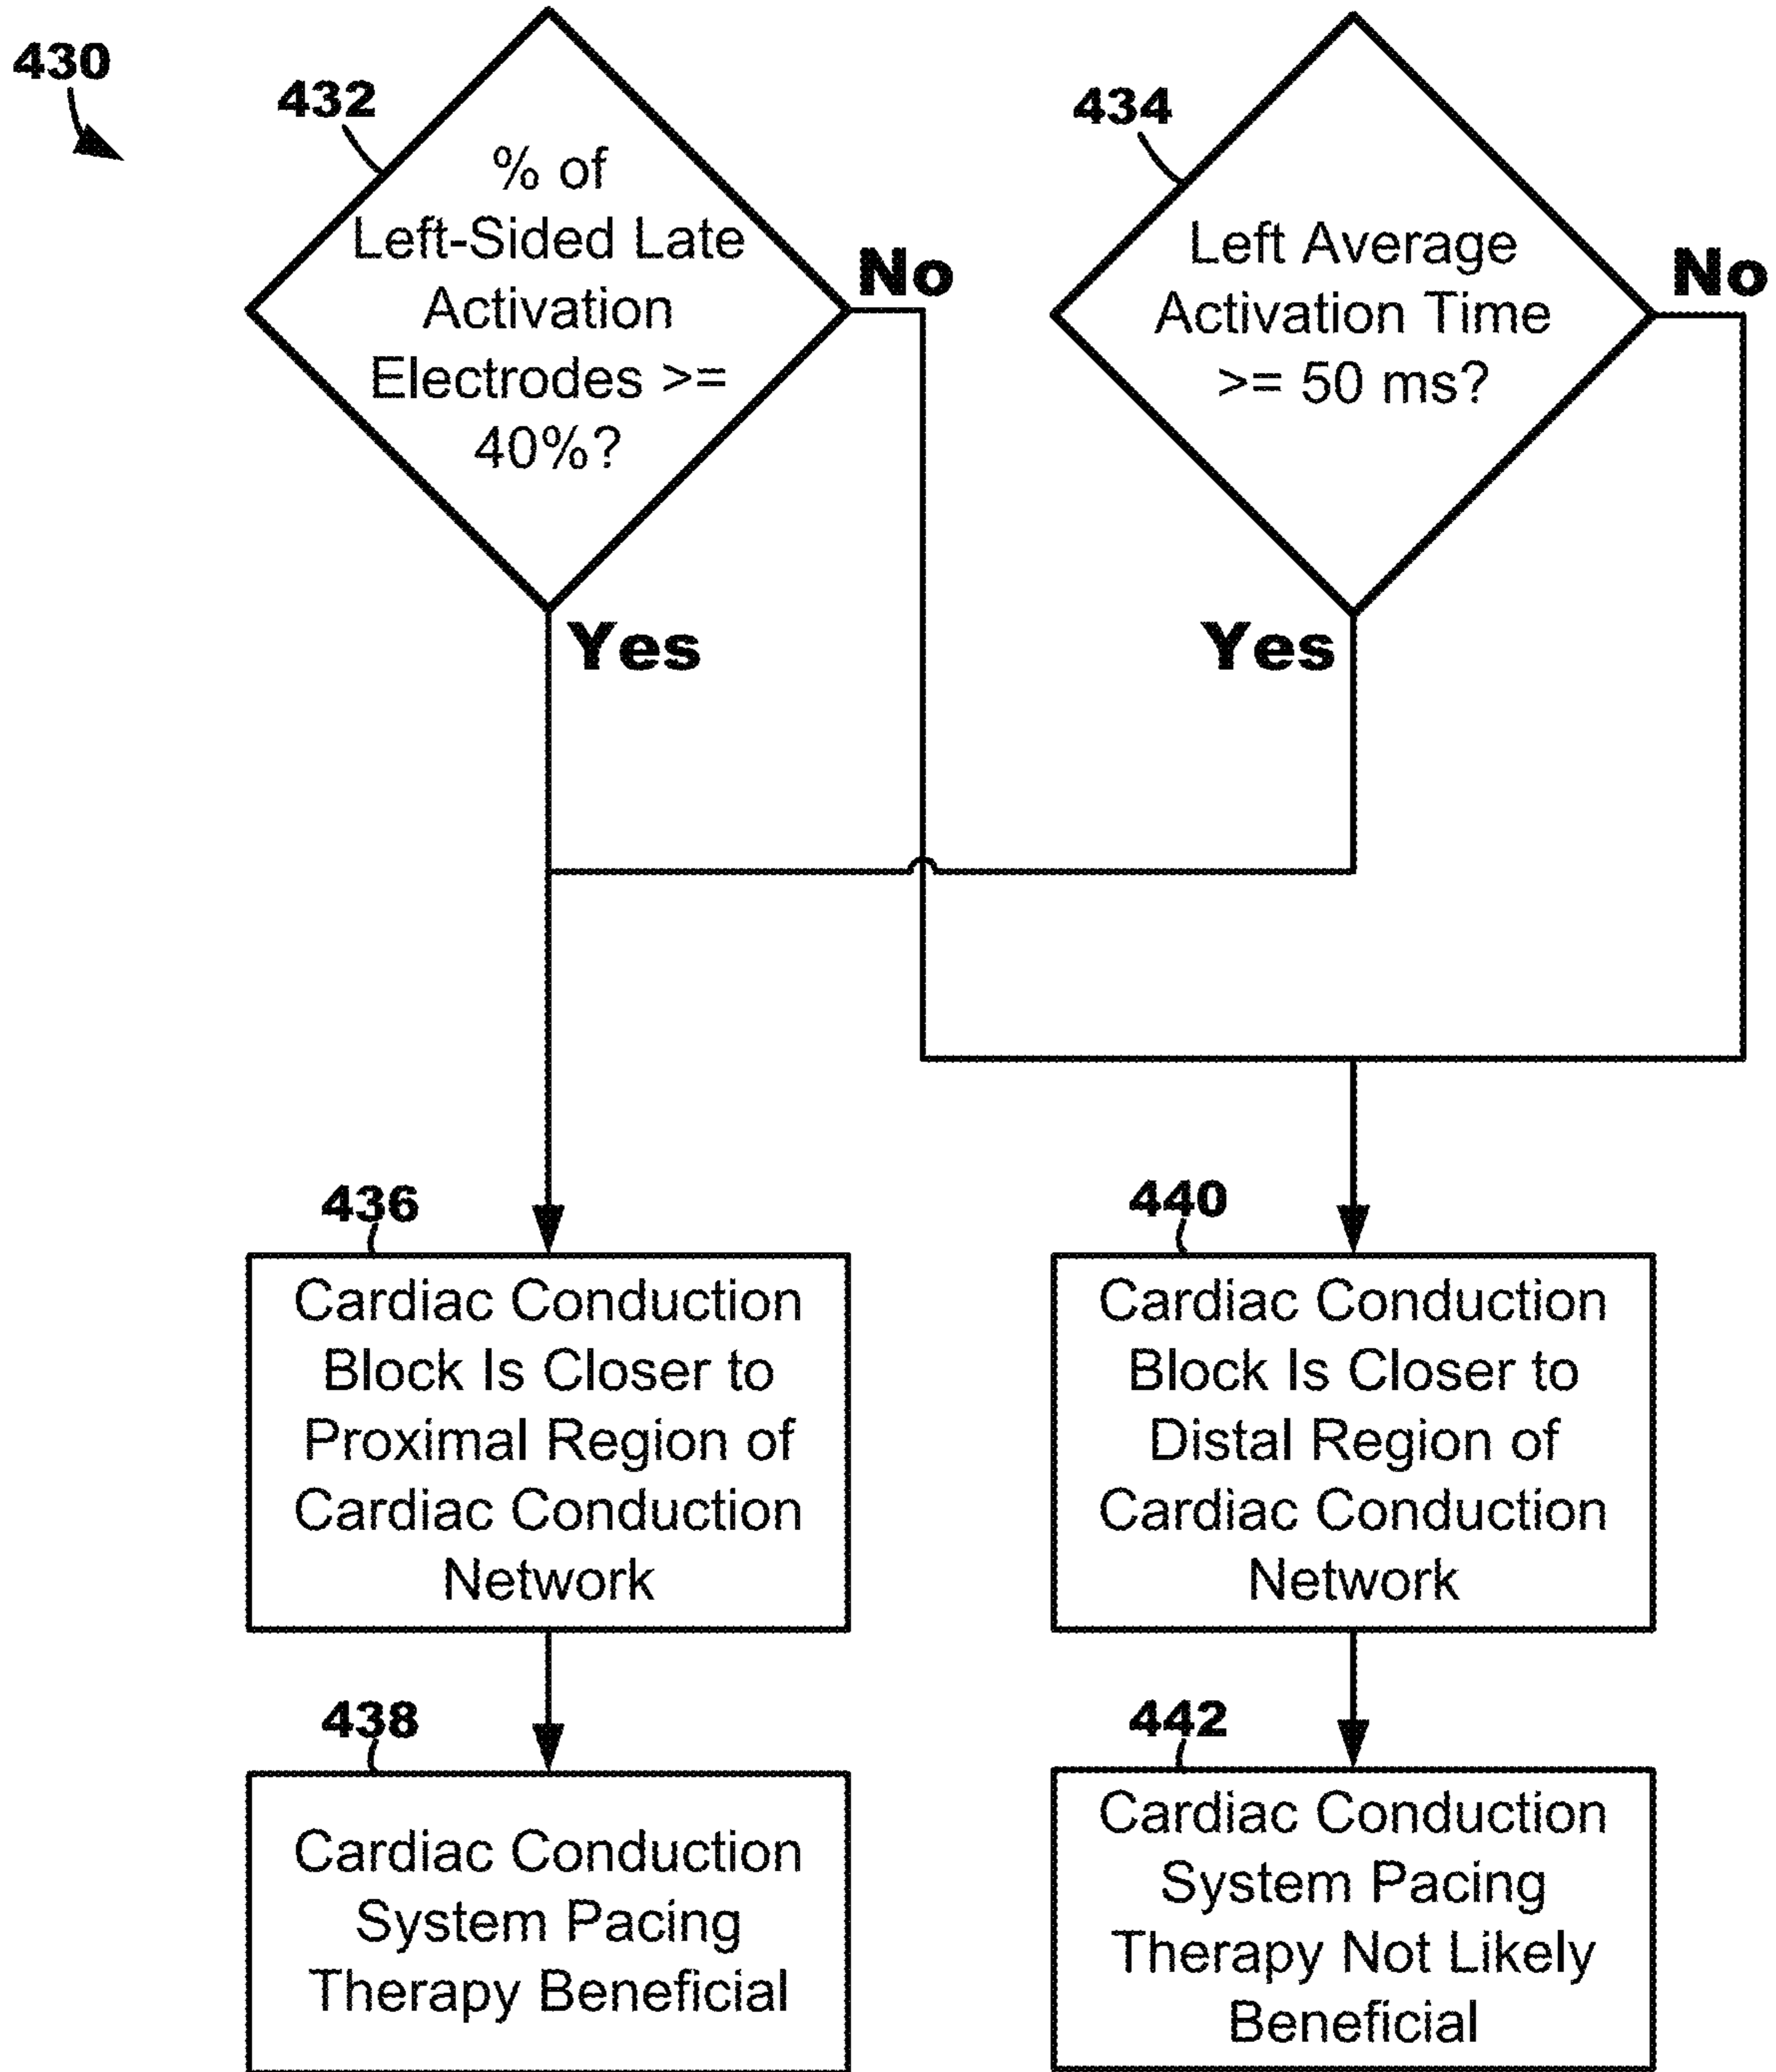 430
432
% of
Left-Sided Late
Activation
Electrodes >=
40%?
No
Yes
434
Left Average
Activation Time
>= 50 ms?
No
Yes
436
Cardiac Conduction
Block Is Closer to
Proximal Region of
Cardiac Conduction
Network
440
Cardiac Conduction
Block Is Closer to
Distal Region of
Cardiac Conduction
Network
438
Cardiac Conduction
System Pacing
Therapy Beneficial
442
Cardiac Conduction
System Pacing
Therapy Not Likely
Beneficial